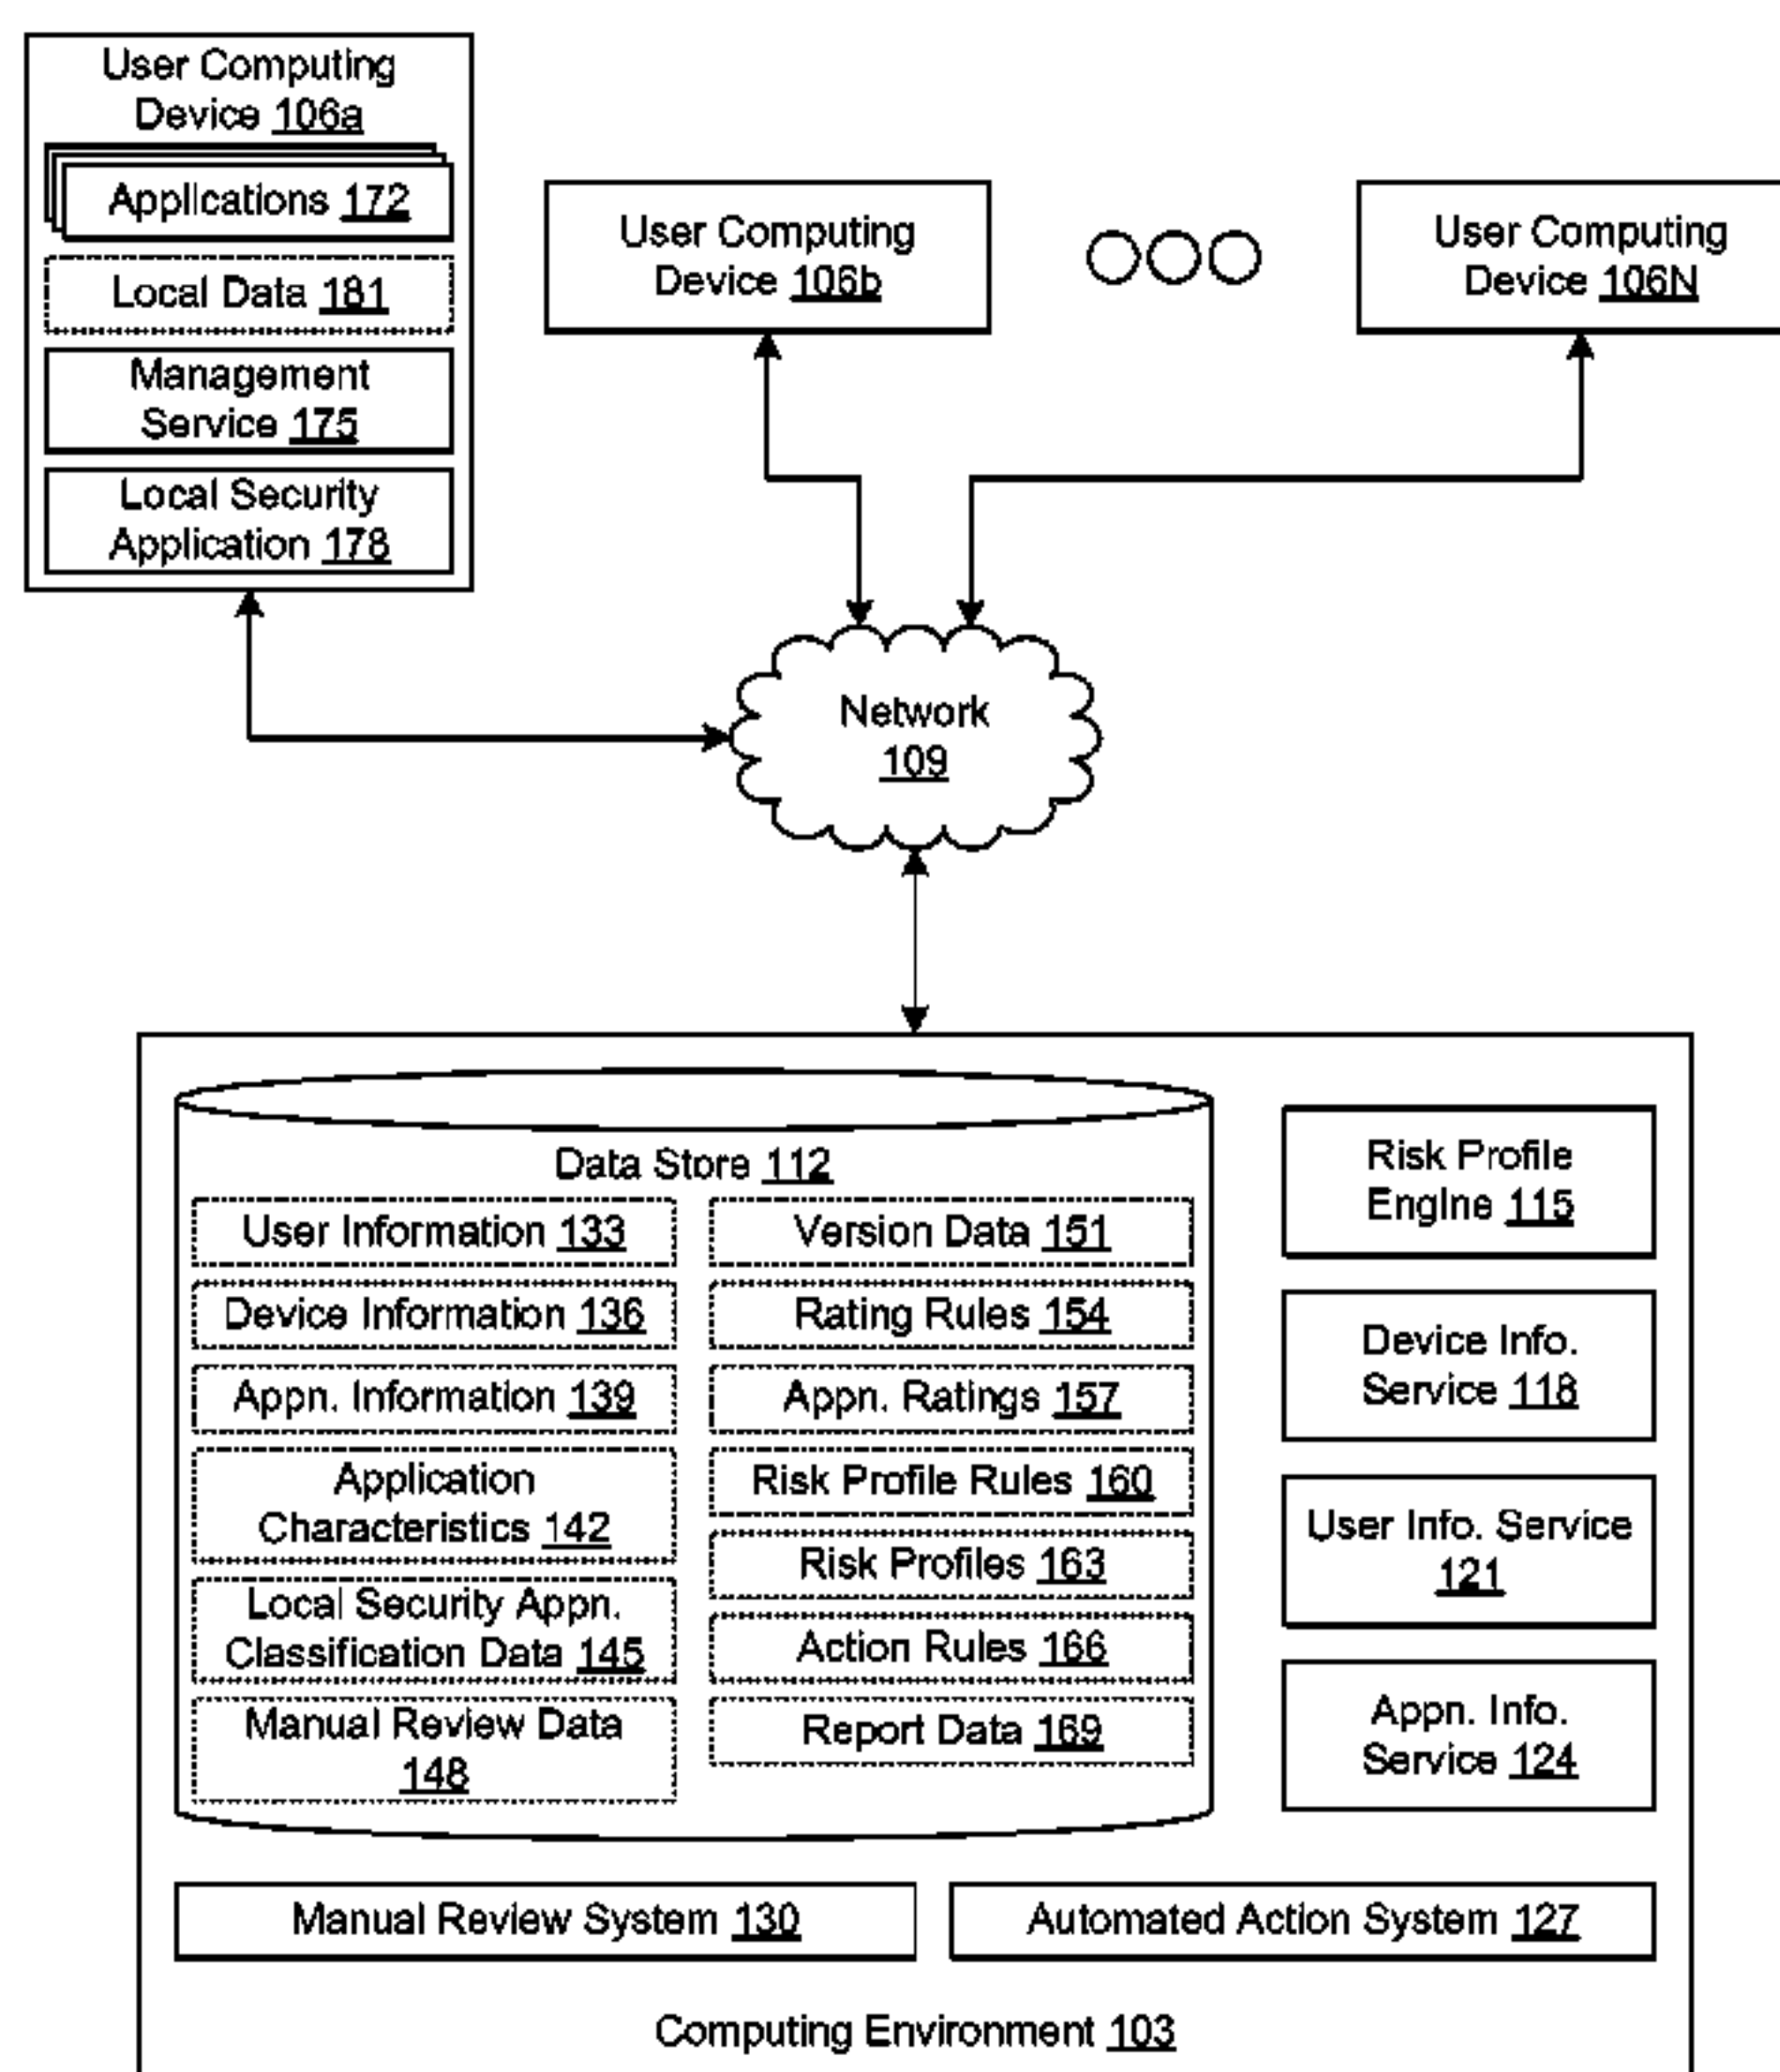 User Computing
Device 106a
Applications 172
Local Data 181
Management
Service 175
Local Security
Application 178
User Computing
Device 106b
User Computing
Device 106N
Network
109
Data Store 112
User Information 133
Device Information 136
Appn. Information 139
Application
Characteristics 142
Local Security Appn.
Classification Data 145
Manual Review Data
148
Version Data 151
Rating Rules 154
Appn. Ratings 157
Risk Profile Rules 160
Risk Profiles 163
Action Rules 166
Report Data 169
Risk Profile
Engine 115
Device Info.
Service 118
User Info. Service
121
Appn. Info.
Service 124
Manual Review System 130
Automated Action System 127
Computing Environment 103